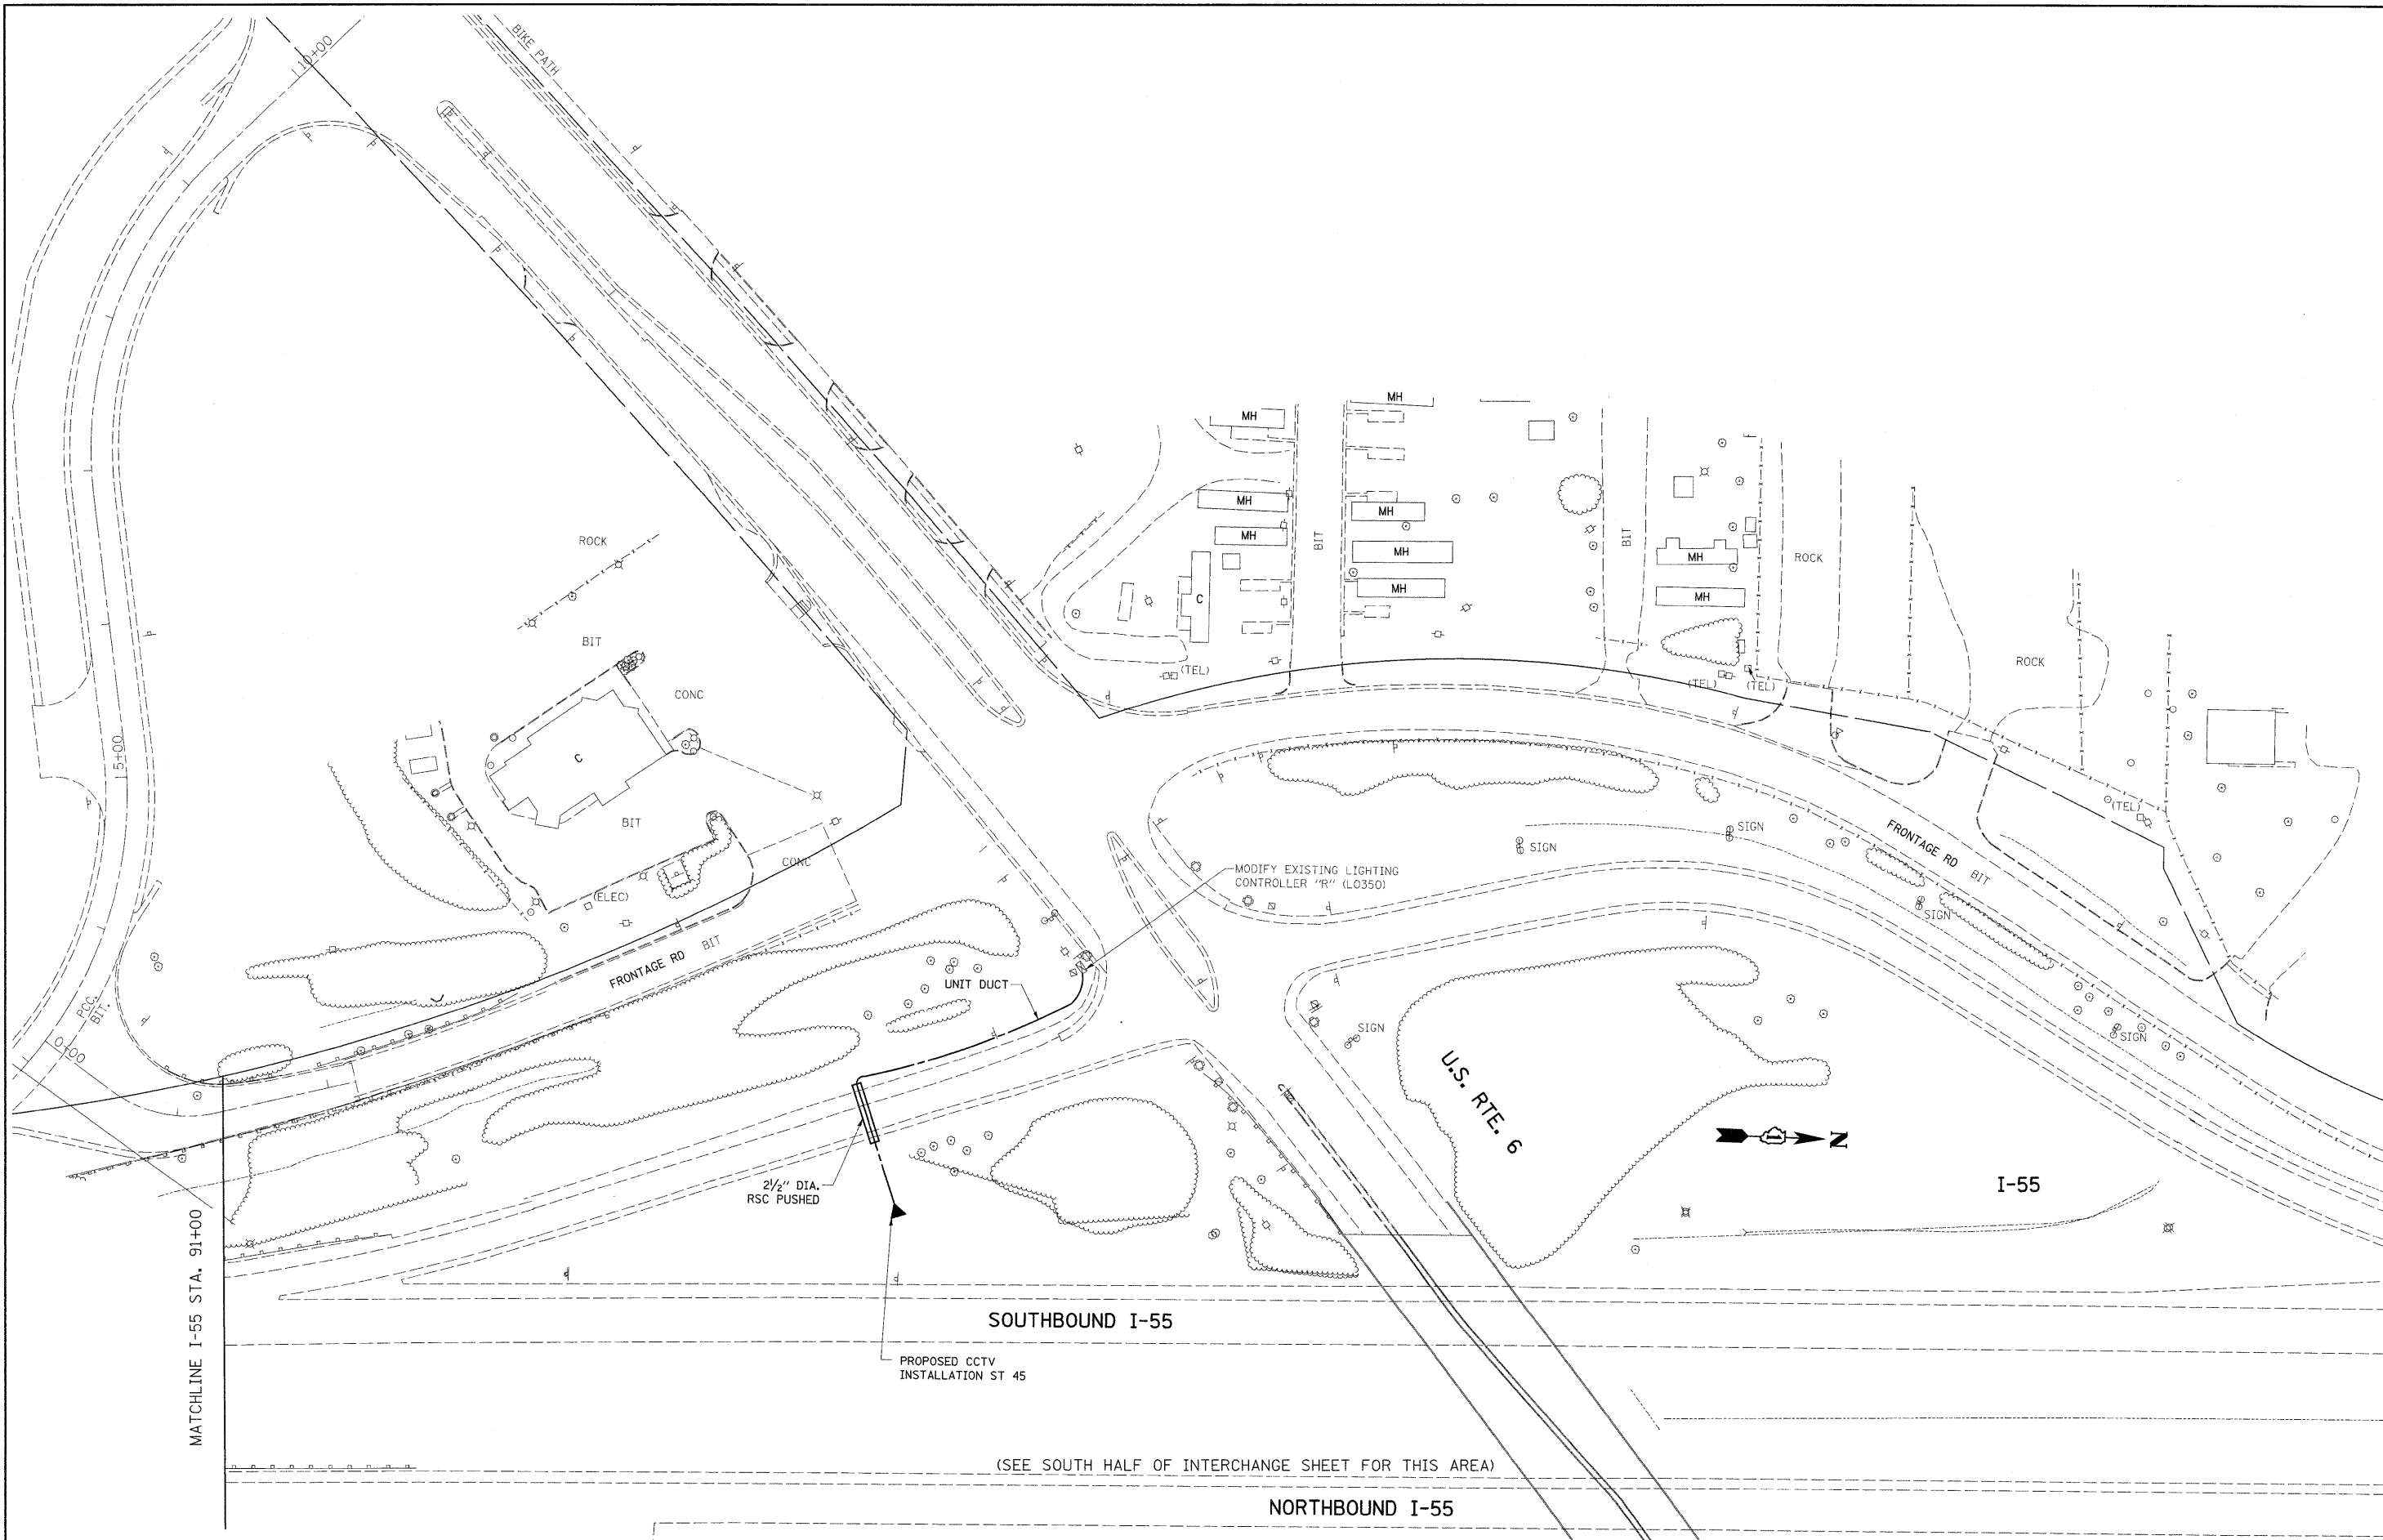 BIKE PATH
10+00
MH
MH
MH
MH
MH
MH
MH
MH
MH
MH
C
BIT
BIT
ROCK
ROCK
BIT
CONC
C
BIT
CONC
(ELEC)
(TEL)
(TEL)
(TEL)
ROCK
(TEL)
5+00
FRONTAGE RD
BIT
SIGN
SIGN
SIGN
SIGN
SIGN
MODIFY EXISTING LIGHTING
CONTROLLER "R" (LO350)
FRONTAGE RD
BIT
UNIT DUCT
PCC.
BIT.
0+00
U.S. RTE. 6
N
I-55
2½" DIA.
RSC PUSHED
MATCHLINE I-55 STA. 91+00
SOUTHBOUND I-55
PROPOSED CCTV
INSTALLATION ST 45
(SEE SOUTH HALF OF INTERCHANGE SHEET FOR THIS AREA)
NORTHBOUND I-55